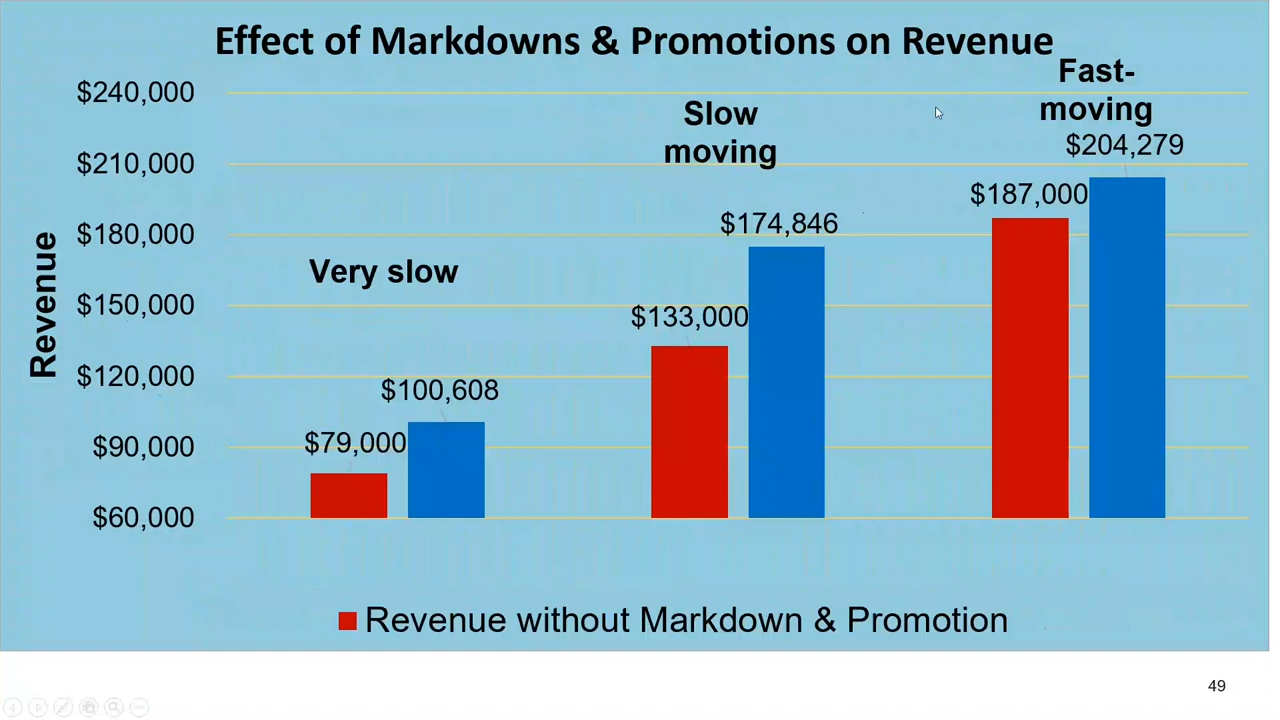 Effect of Markdowns & Promotions on Revenue
Fast-
moving
Slow
moving
Very slow
Revenue
$240,000
$210,000
$180,000
$150,000
$120,000
$90,000
$60,000
$79,000
$100,608
$133,000
$174,846
$187,000
$204,279
Revenue without Markdown & Promotion
49